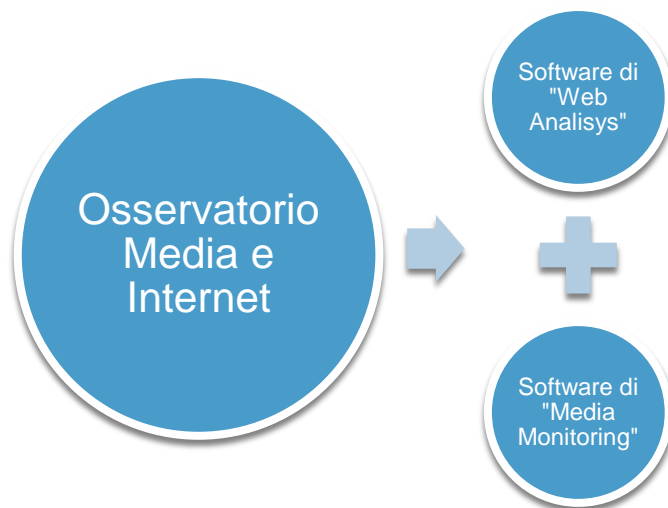 Osservatorio
Media e
Internet
Software di
"Web
Analisys"
Software di
"Media
Monitoring"